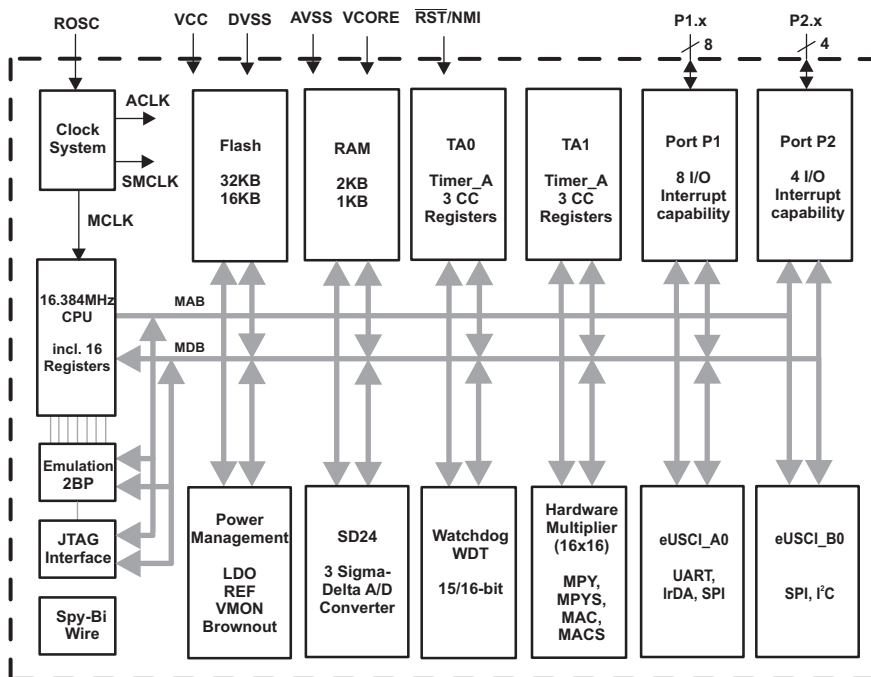 ROSC
VCC
DVSS
AVSS
VCORE
RST/NMI
P1.x
P2.x
8
4
Clock
System
ACLK
SMCLK
MCLK
Flash
32KB
16KB
RAM
2KB
1KB
TA0
Timer_A
3 CC
Registers
TA1
Timer_A
3 CC
Registers
Port P1
8 I/O
Interrupt
capability
Port P2
4 I/O
Interrupt
capability
16.384MHz
CPU
incl. 16
Registers
MAB
MDB
Emulation
2BP
JTAG
Interface
Spy-Bi
Wire
Power
Management
LDO
REF
VMON
Brownout
SD24
3 Sigma-
Delta A/D
Converter
Watchdog
WDT
15/16-bit
Hardware
Multiplier
(16x16)
MPY,
MPYS,
MAC,
MACS
eUSCI_A0
UART,
IrDA, SPI
eUSCI_B0
SPI, I²C